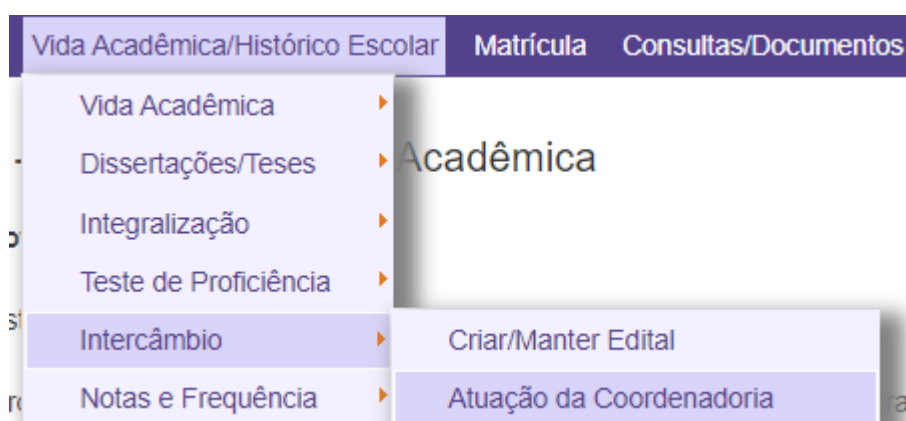 Vida Acadêmica/Histórico Escolar Matrícula Consultas/Documentos
Vida Acadêmica
Acadêmica
Dissertações/Teses
Integralização
Teste de Proficiência
Intercâmbio
Criar/Manter Edital
Notas e Frequência
Atuação da Coordenadoria